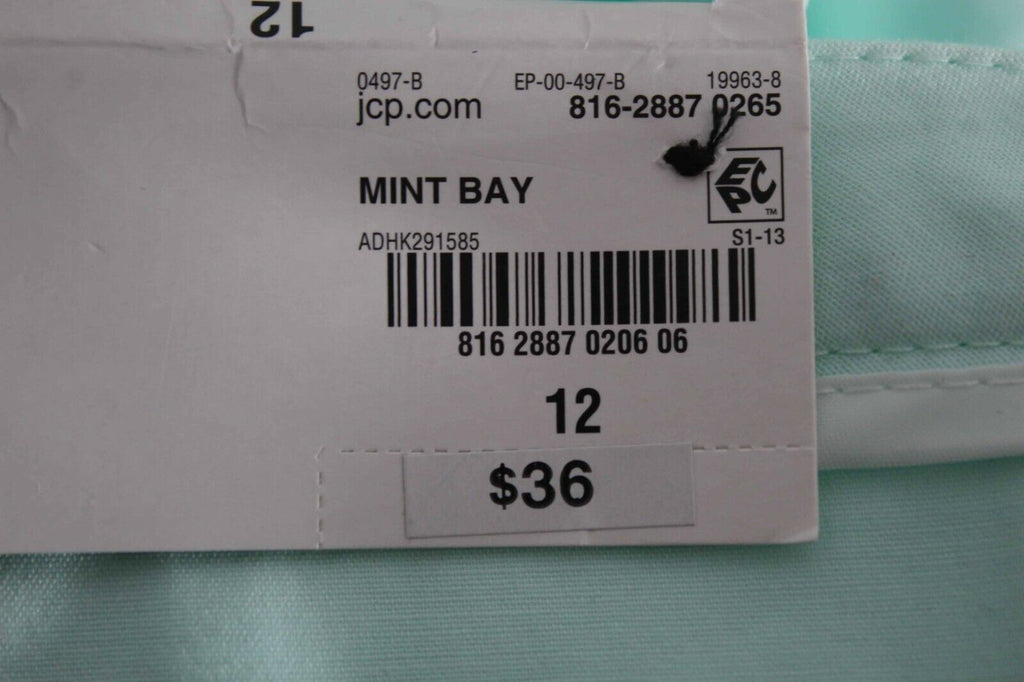 12
0497-B EP-00-497-B 19963-8
jcp.com 816-2887 0265
MINT BAY
EPC
TM
ADHK291585 S1-13
816 2887 0206 06
12
$36